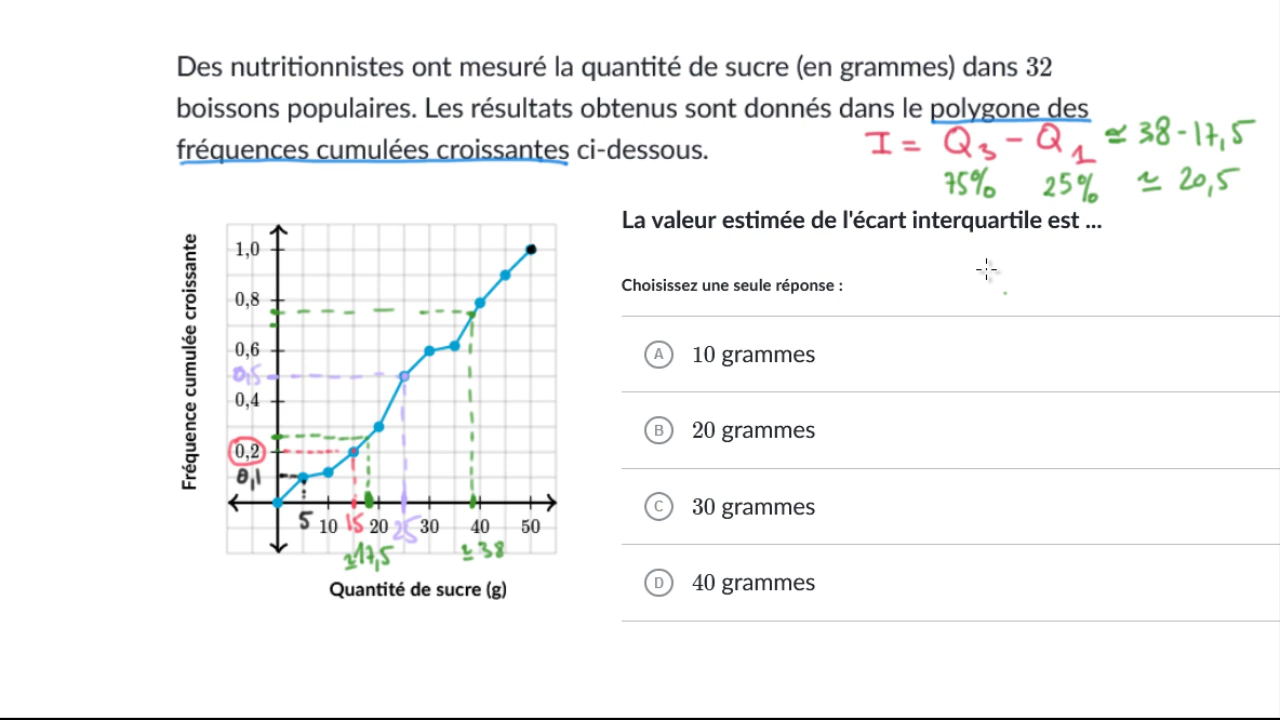 Des nutritionnistes ont mesuré la quantité de sucre (en grammes) dans 32
boissons populaires. Les résultats obtenus sont donnés dans le polygone des
fréquences cumulées croissantes ci-dessous.
I = Q3 - Q1 ≃ 38-17,5
75% 25% ≃ 20,5
La valeur estimée de l'écart interquartile est ...
Choisissez une seule réponse :
A 10 grammes
B 20 grammes
C 30 grammes
D 40 grammes
Fréquence cumulée croissante
1,0
0,8
0,6
0,5
0,4
0,2
0,1
5 10 15 20 25 30 40 50
≃17,5 ≃38
Quantité de sucre (g)